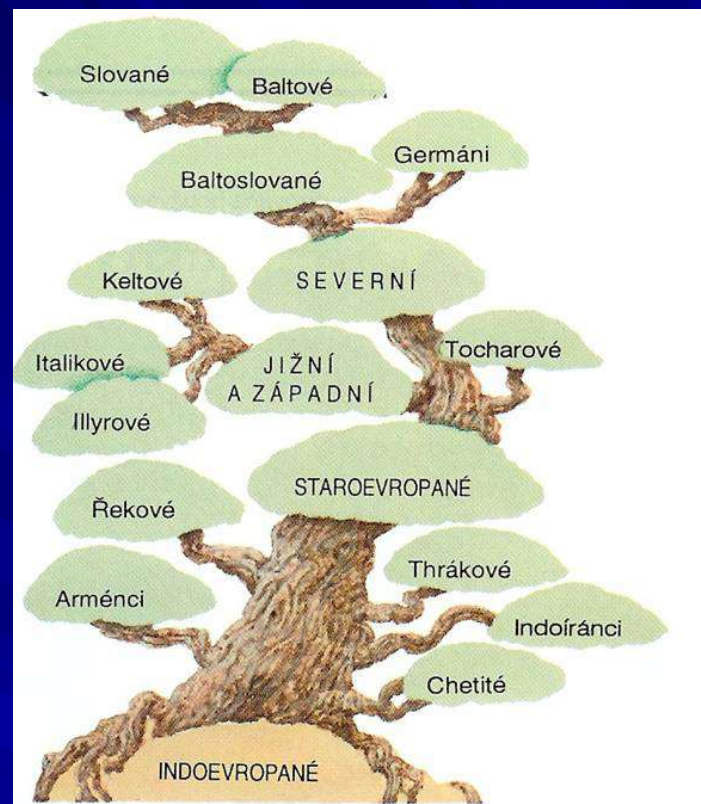 Slované
Baltové
Germáni
Baltoslované
Keltové
SEVERNÍ
Tocharové
Italikové
JIŽNÍ
A ZÁPADNÍ
Illyrové
STAROEVROPANÉ
Řekové
Thrákové
Arménci
Indoíránci
Chetité
INDOEVROPANÉ